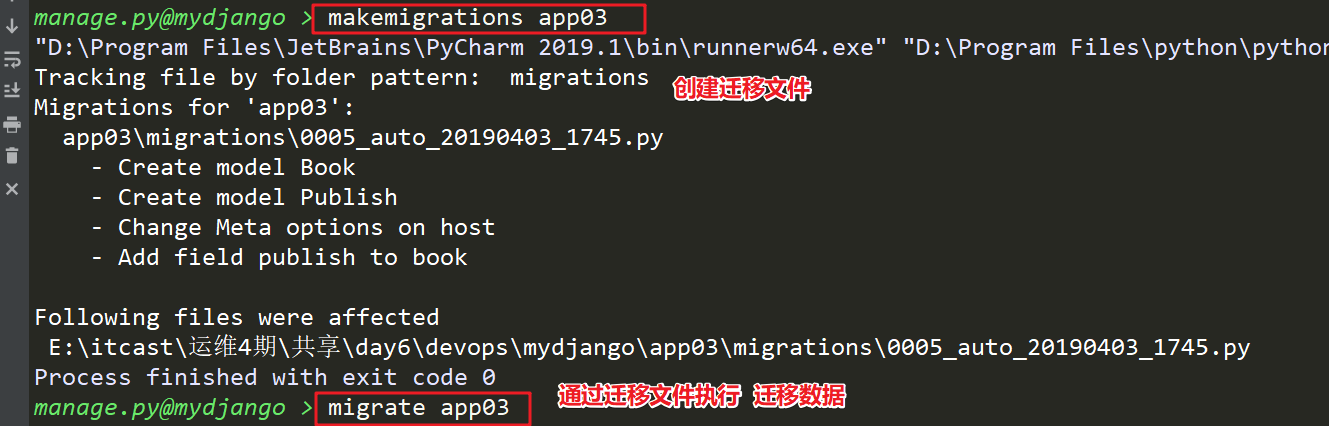 manage.py@mydjango > makemigrations app03
"D:\Program Files\JetBrains\PyCharm 2019.1\bin\runnerw64.exe" "D:\Program Files\python\python
Tracking file by folder pattern:  migrations
创建迁移文件
Migrations for 'app03':
  app03\migrations\0005_auto_20190403_1745.py
    - Create model Book
    - Create model Publish
    - Change Meta options on host
    - Add field publish to book
Following files were affected
 E:\itcast\运维4期\共享\day6\devops\mydjango\app03\migrations\0005_auto_20190403_1745.py
Process finished with exit code 0
通过迁移文件执行 迁移数据
manage.py@mydjango > migrate app03